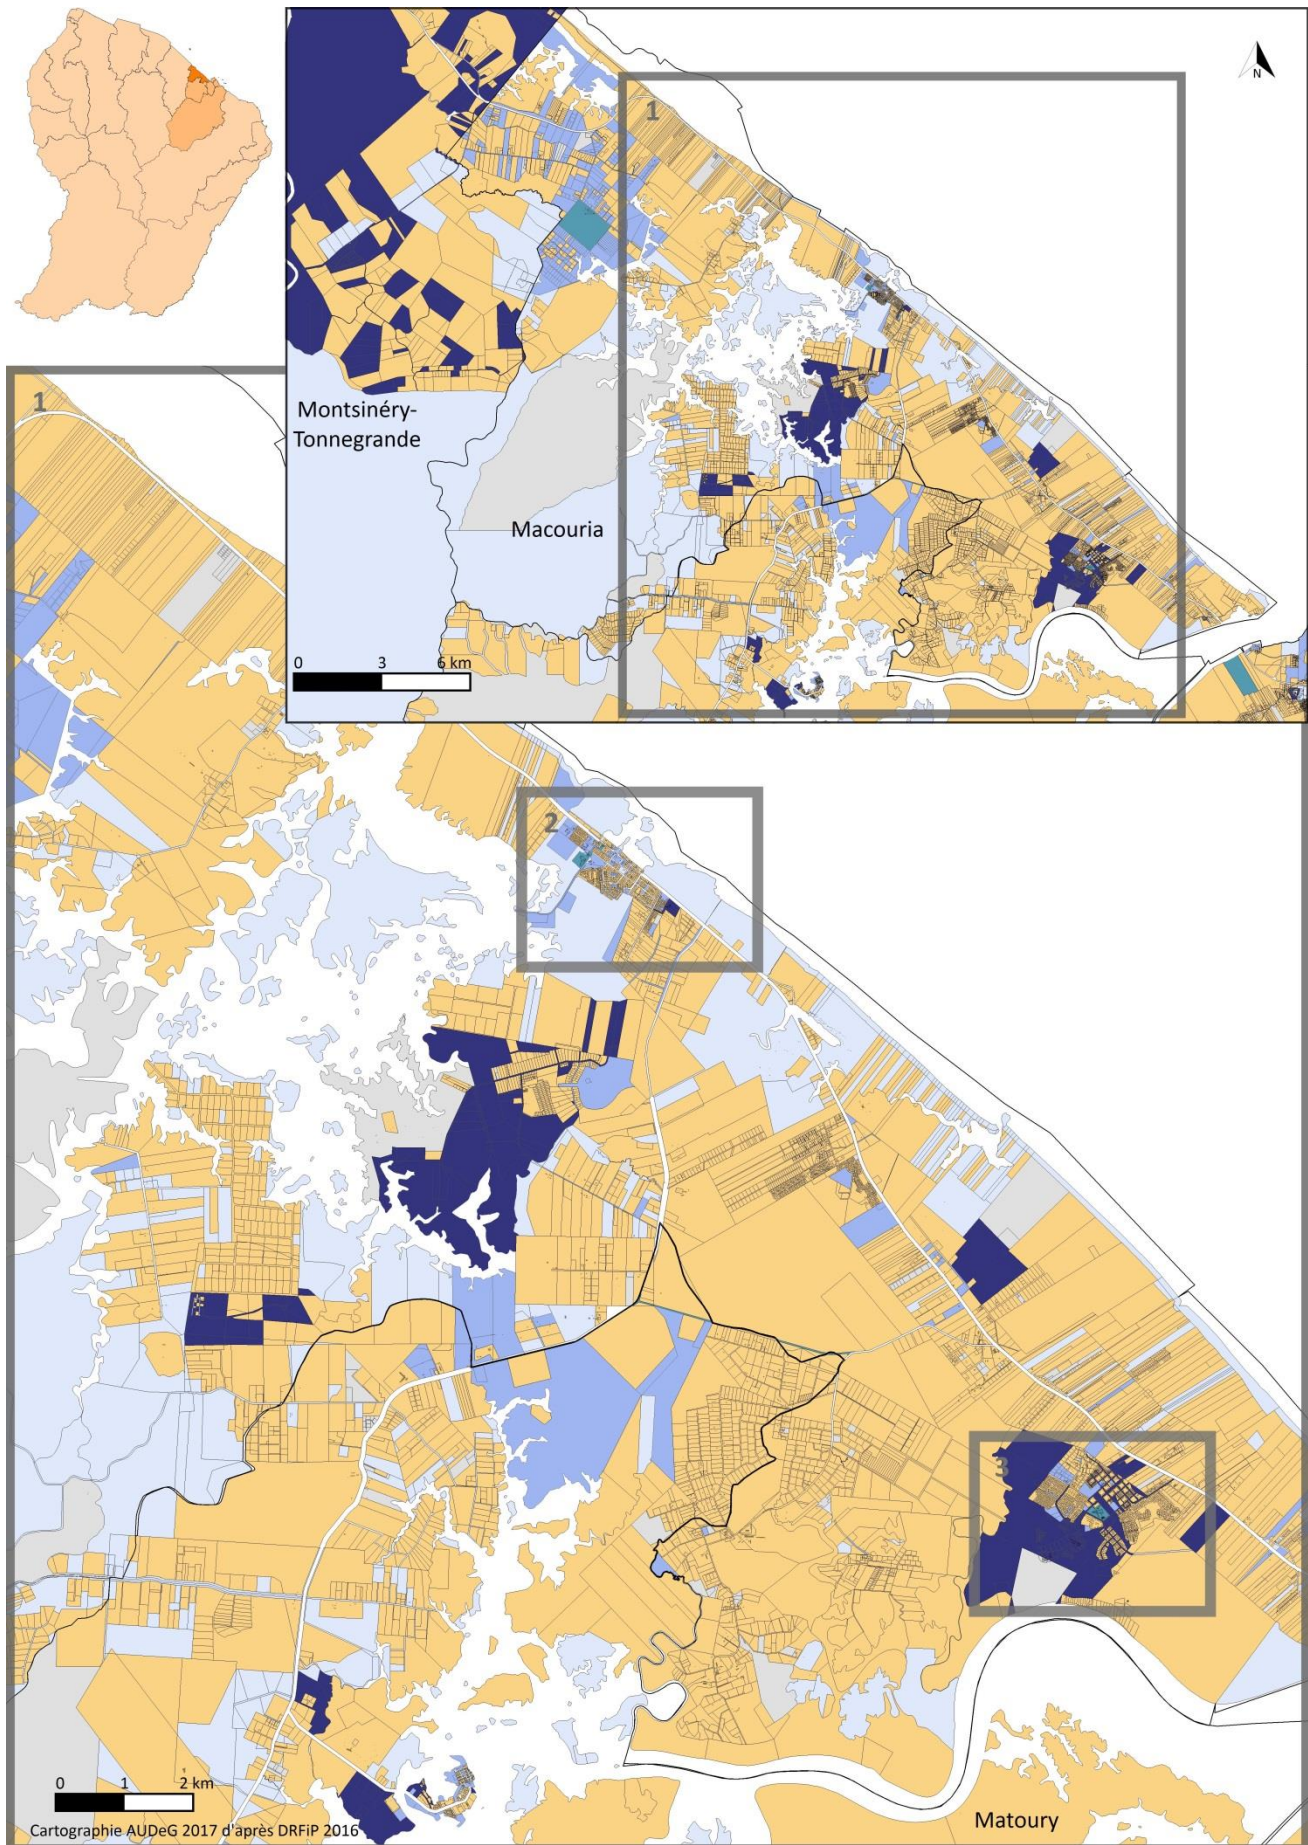 N
1
Montsinéry-
Tonnegrande
Macouria
0 3 6 km
1
2
3
0 1 2 km
Cartographie AUDeG 2017 d'après DRFiP 2016
Matoury